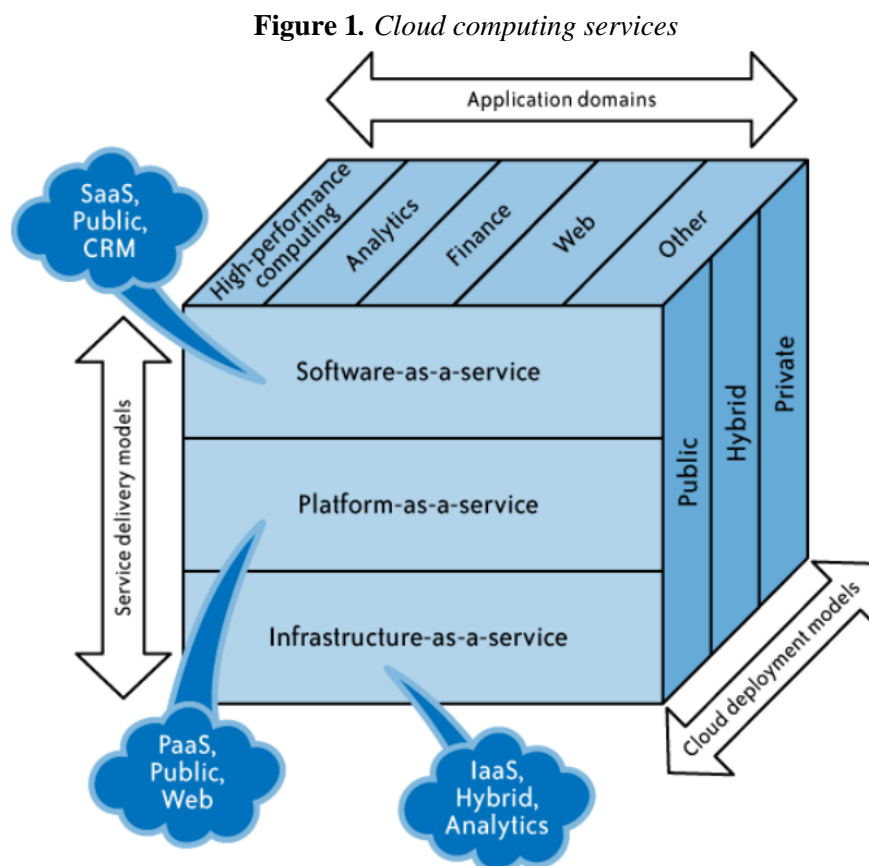 Figure 1. Cloud computing services
Application domains
SaaS,
Public,
CRM
High-performance
computing
Analytics
Finance
Web
Other
Service delivery models
Software-as-a-service
Platform-as-a-service
Infrastructure-as-a-service
Public
Hybrid
Private
Cloud deployment models
PaaS,
Public,
Web
IaaS,
Hybrid,
Analytics